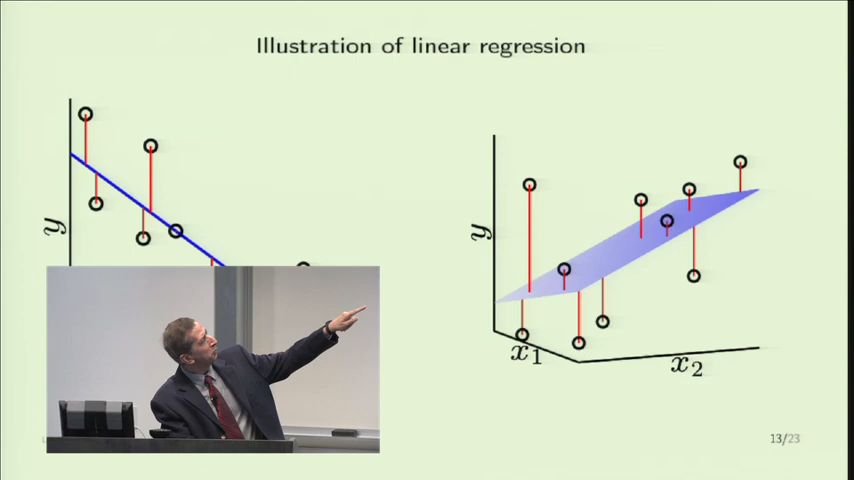 Illustration of linear regression
y
y
x1
x2
13/23